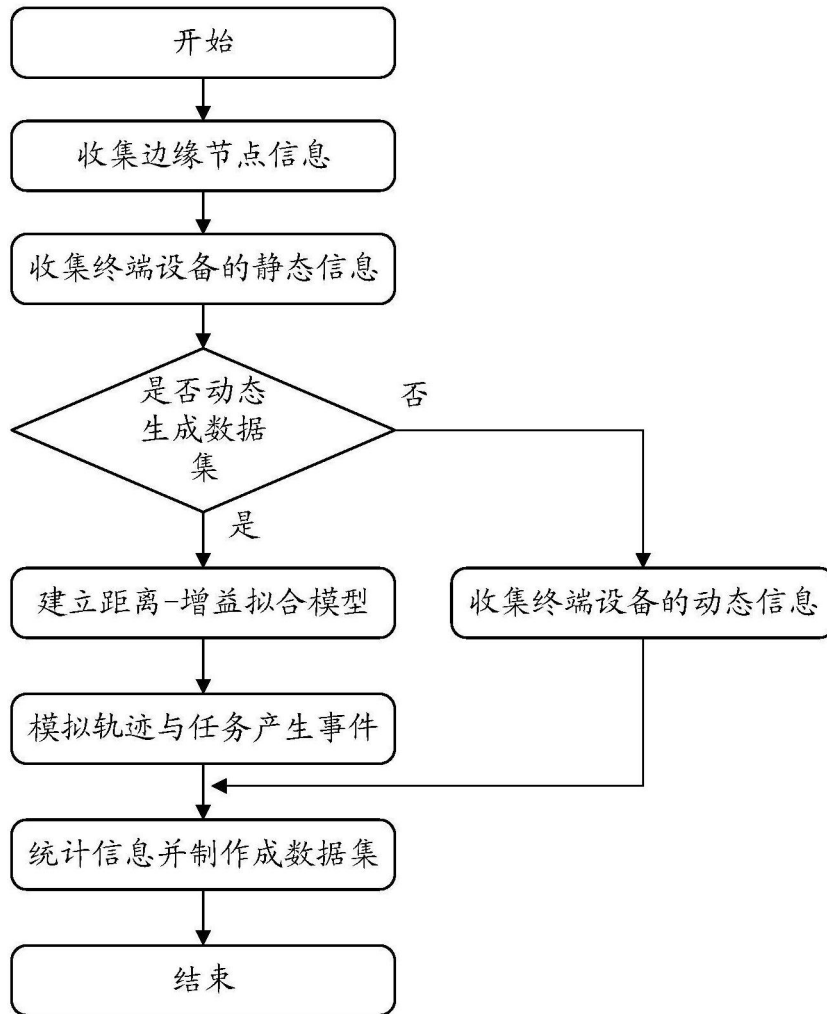 开始
收集边缘节点信息
收集终端设备的静态信息
是否动态
生成数据
集
否
是
建立距离-增益拟合模型
收集终端设备的动态信息
模拟轨迹与任务产生事件
统计信息并制作成数据集
结束